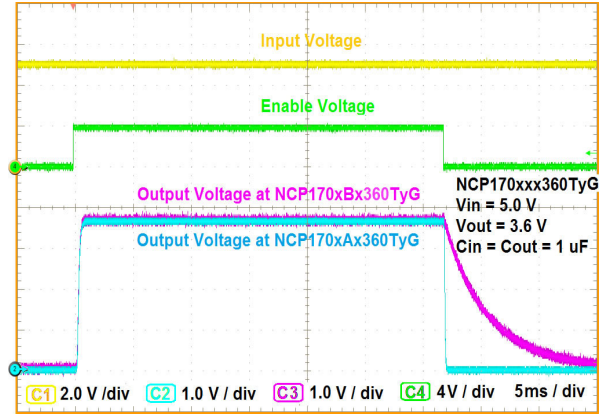 Input Voltage
Enable Voltage
Output Voltage at NCP170xBx360TyG
NCP170xxx360TyG
Vin = 5.0 V
Vout = 3.6 V
Cin = Cout = 1 uF
Output Voltage at NCP170xAx360TyG
C1 2.0 V / div C2 1.0 V / div C3 1.0 V / div C4 4V / div 5ms / div